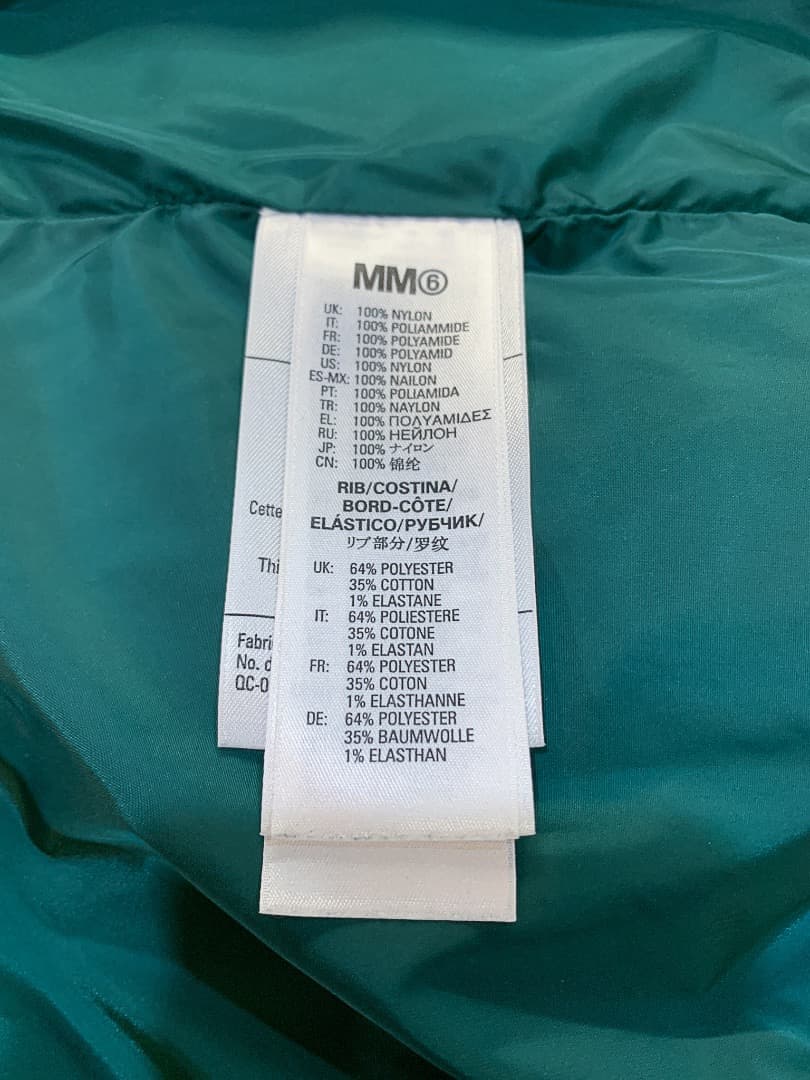 MM⑥
UK: 100% NYLON
IT: 100% POLIAMMIDE
FR: 100% POLYAMIDE
DE: 100% POLYAMID
US: 100% NYLON
ES-MX: 100% NAILON
PT: 100% POLIAMIDA
TR: 100% NAYLON
EL: 100% ΠΟΛΥΑΜΙΔΕΣ
RU: 100% НЕЙЛОН
JP: 100% ナイロン
CN: 100% 锦纶
RIB/COSTINA/
BORD-CÔTE/
ELÁSTICO/РУБЧИК/
リブ部分/罗纹
UK: 64% POLYESTER
35% COTTON
1% ELASTANE
IT: 64% POLIESTERE
35% COTONE
1% ELASTAN
FR: 64% POLYESTER
35% COTON
1% ELASTHANNE
DE: 64% POLYESTER
35% BAUMWOLLE
1% ELASTHAN
Cette
Thi
Fabri
No. d
QC-0